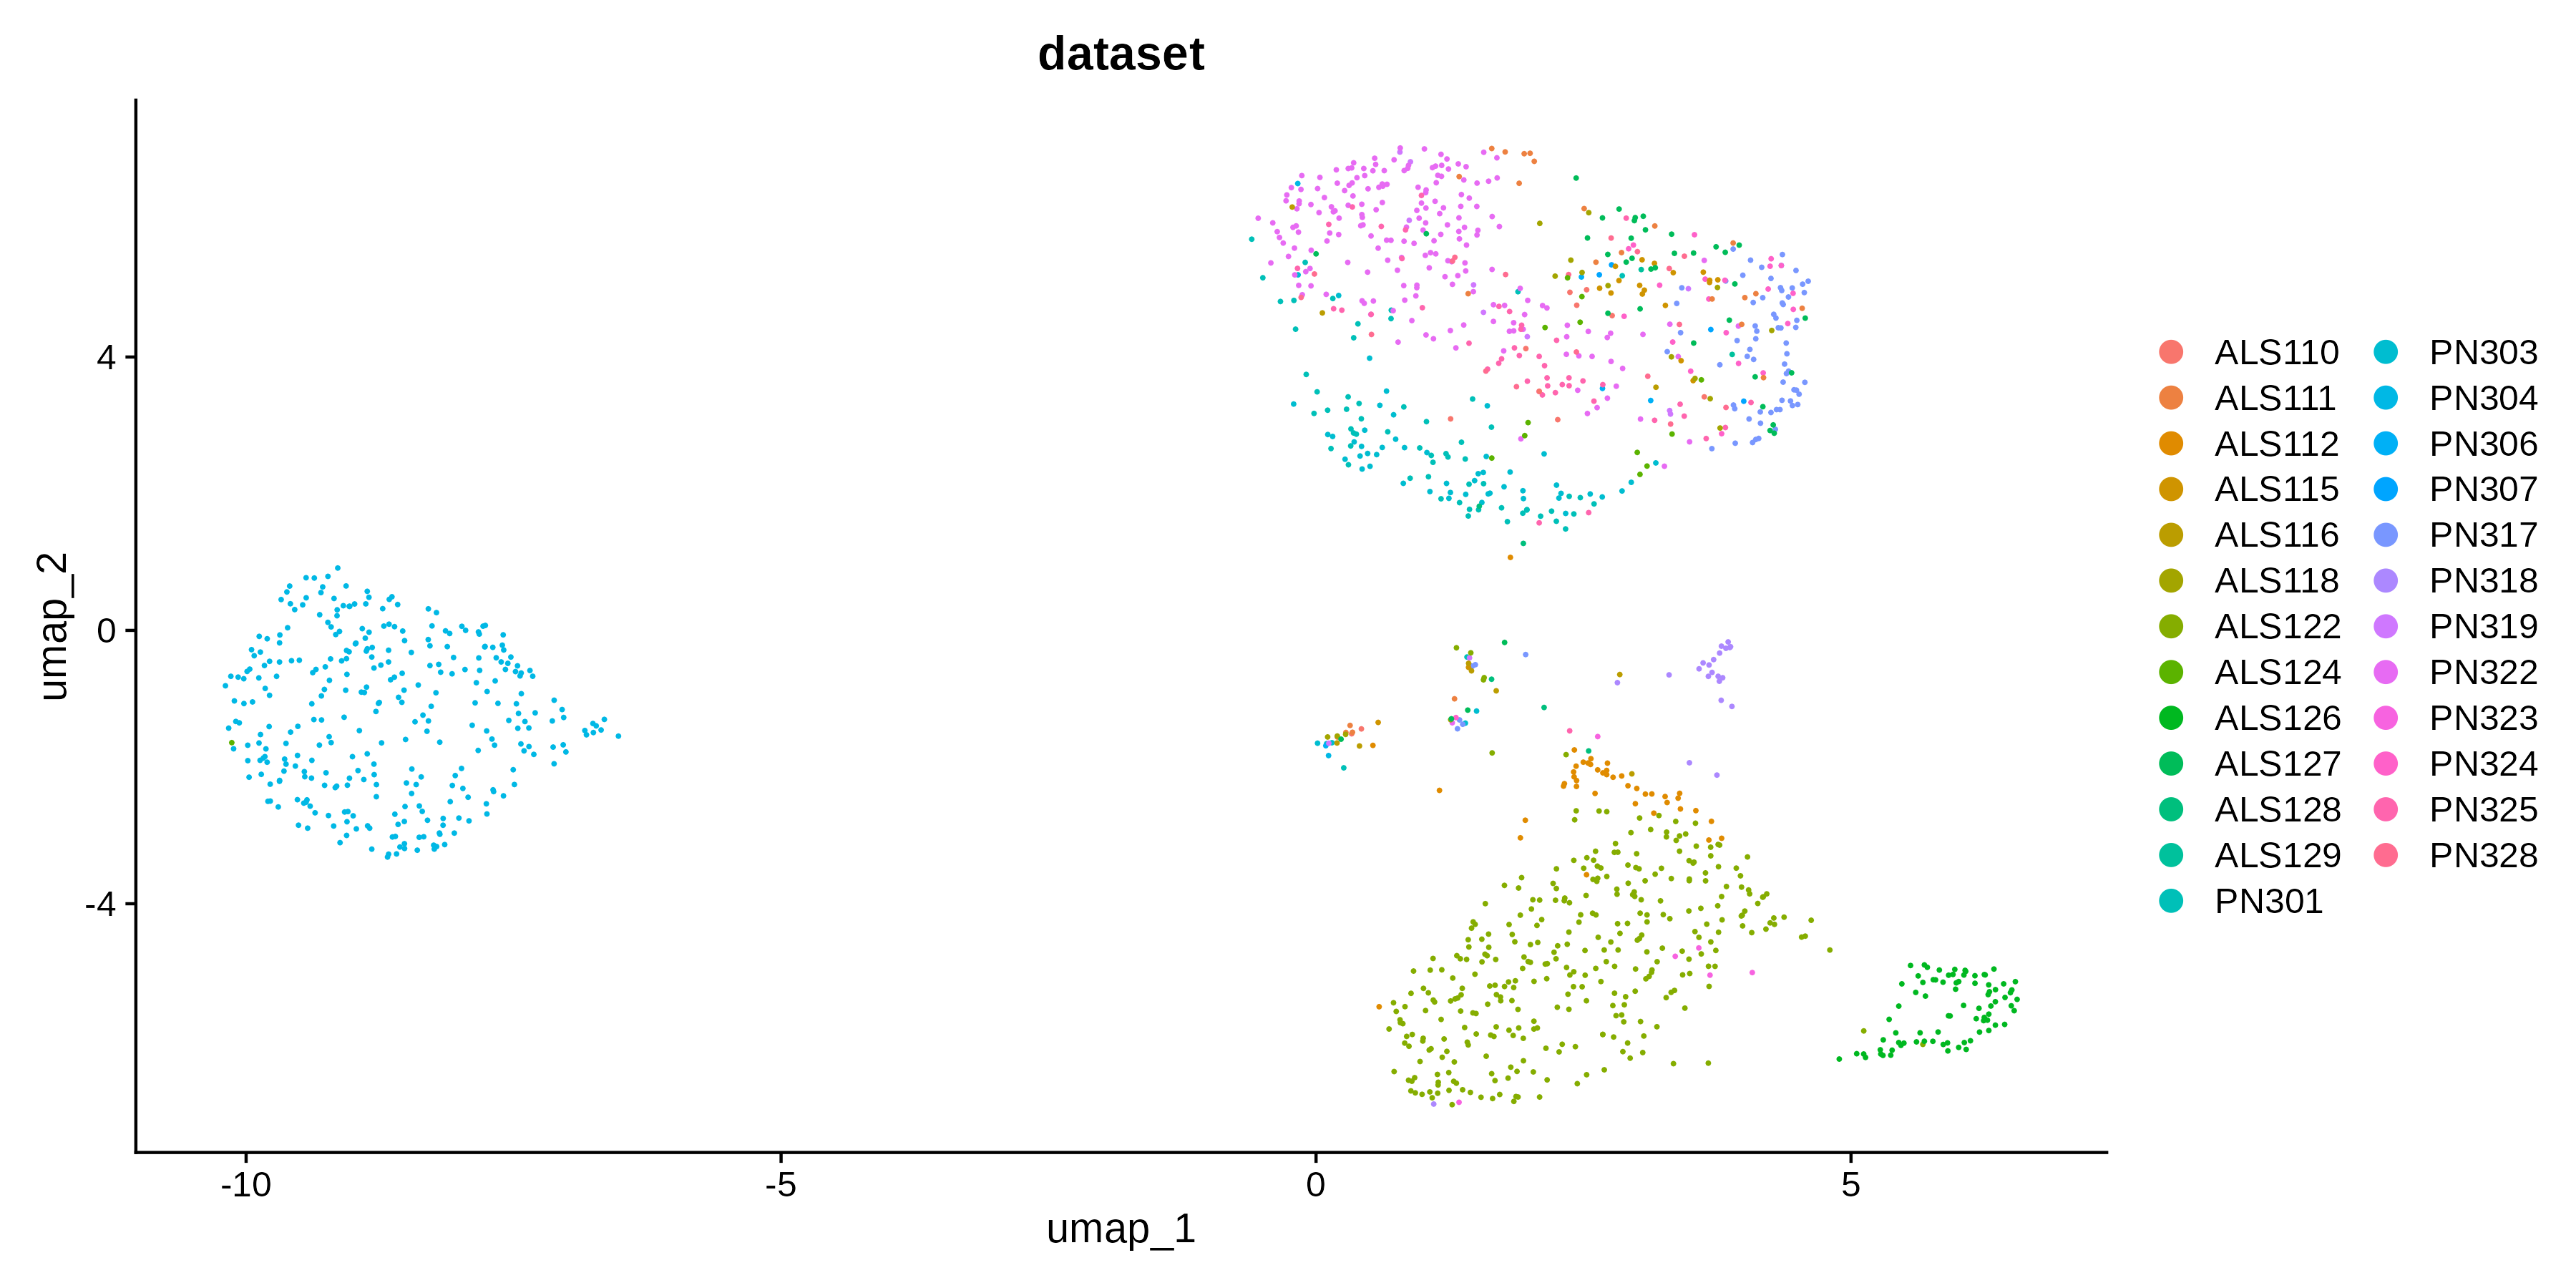 dataset
umap_2
4
0
-4
-10
-5
0
5
umap_1
ALS110
ALS111
ALS112
ALS115
ALS116
ALS118
ALS122
ALS124
ALS126
ALS127
ALS128
ALS129
PN301
PN303
PN304
PN306
PN307
PN317
PN318
PN319
PN322
PN323
PN324
PN325
PN328